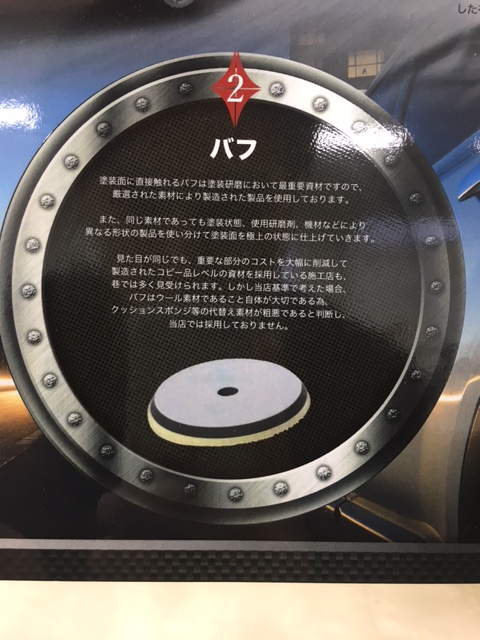 した
2
バフ
塗装面に直接触れるバフは塗装研磨において最重要資材ですので、
厳選された素材により製造された製品を使用しております。
また、同じ素材であっても塗装状態、使用研磨剤、機材などにより
異なる形状の製品を使い分けて塗装面を極上の状態に仕上げていきます。
見た目が同じでも、重要な部分のコストを大幅に削減して
製造されたコピー品レベルの資材を採用している施工店も、
巷では多く見受けられます。しかし当店基準で考えた場合、
バフはウール素材であること自体が大切である為、
クッションスポンジ等の代替え素材が粗悪であると判断し、
当店では採用しておりません。